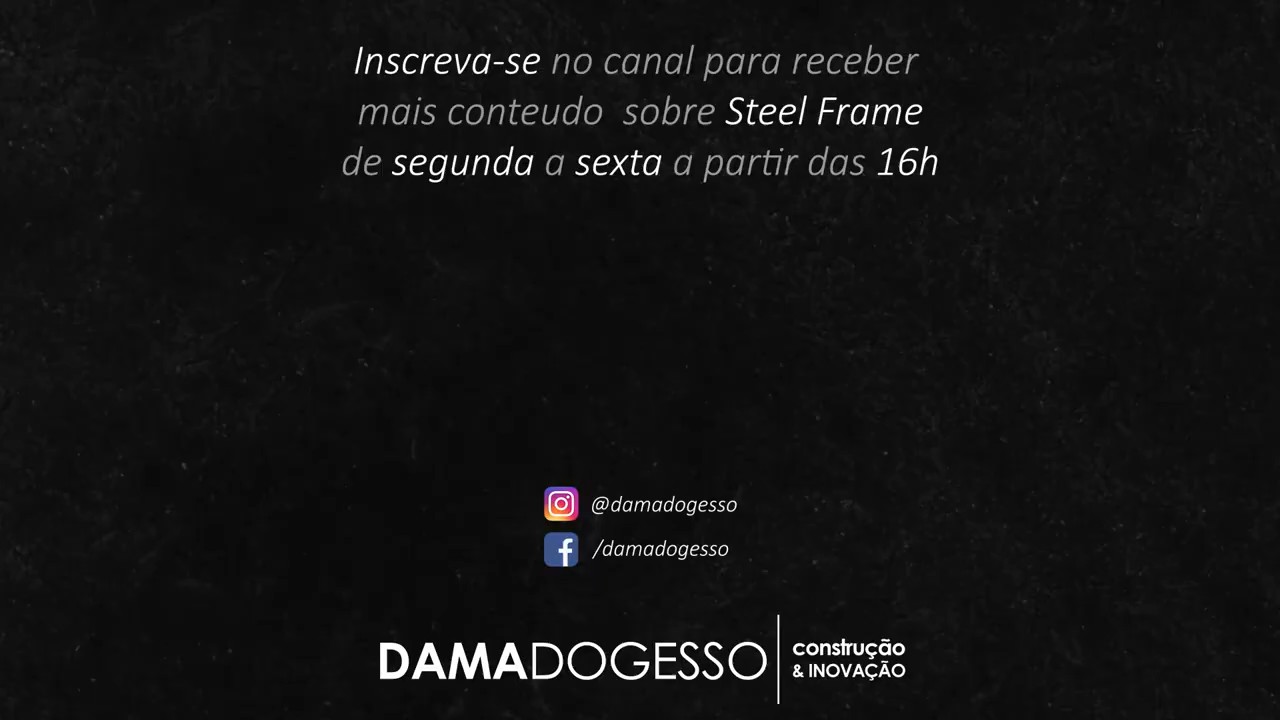 Inscreva-se no canal para receber
mais conteudo sobre Steel Frame
de segunda a sexta a partir das 16h
@damadogesso
/damadogesso
DAMADOGESSO
construção
& INOVAÇÃO